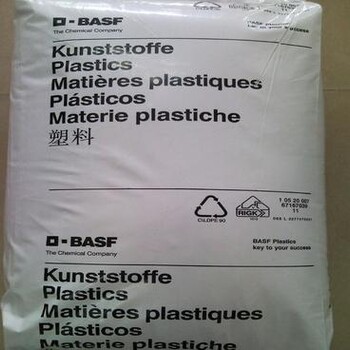 BASF
The Chemical Company
Kunststoffe
Plastics
Matières plastiques
Plásticos
Materie plastiche
塑料
RIGK
BASF
The Chemical Company
BASF Plastics
key to your success
Kunststoffe
Plastics
Matières plastiques
Plásticos
Materie plastiche